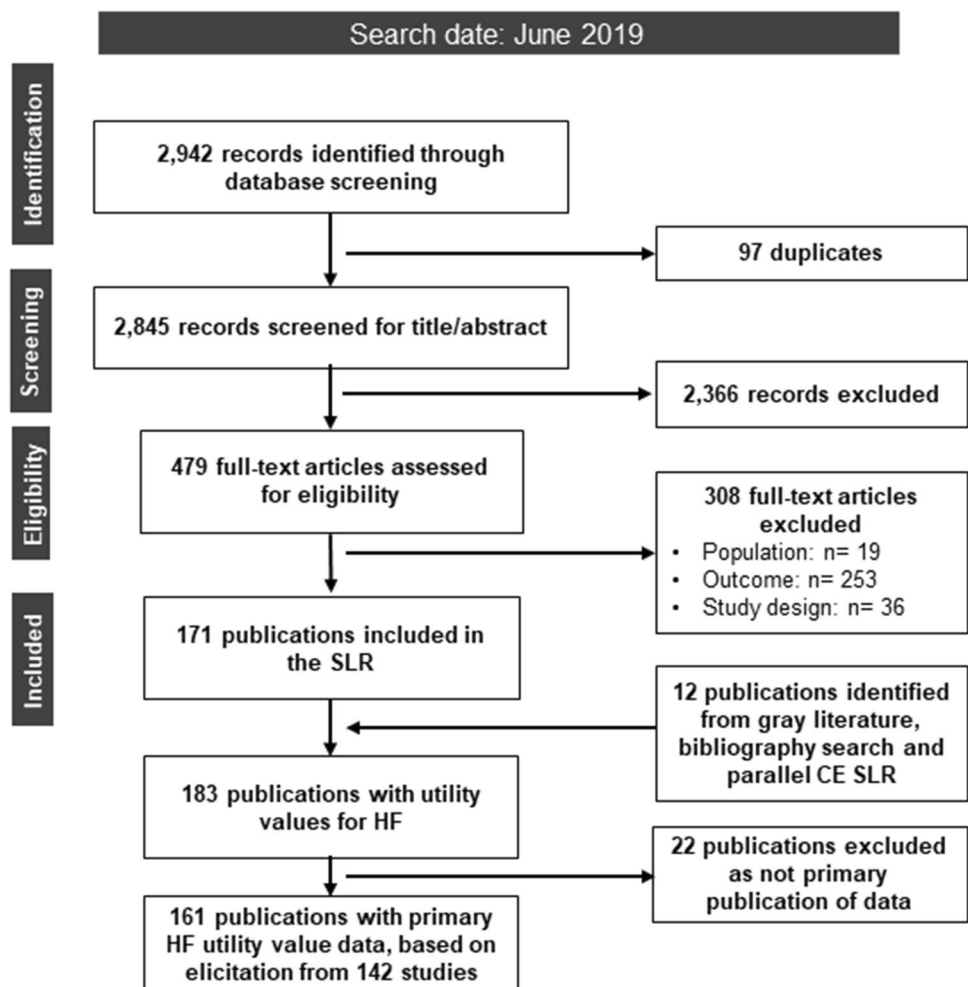 Search date: June 2019
Identification
2,942 records identified through
database screening
97 duplicates
Screening
2,845 records screened for title/abstract
2,366 records excluded
Eligibility
479 full-text articles assessed
for eligibility
308 full-text articles
excluded
• Population: n= 19
• Outcome: n= 253
• Study design: n= 36
Included
171 publications included in
the SLR
12 publications identified
from gray literature,
bibliography search and
parallel CE SLR
183 publications with utility
values for HF
22 publications excluded
as not primary
publication of data
161 publications with primary
HF utility value data, based on
elicitation from 142 studies